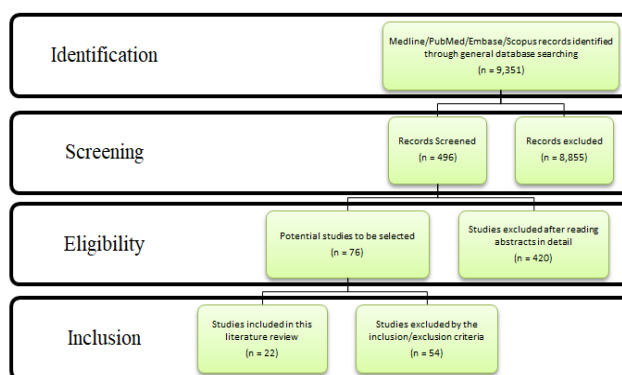 Identification
Medline/PubMed/Embase/Scopus records identified
through general database searching
(n = 9,351)
Screening
Records Screened
(n = 496)
Records excluded
(n = 8,855)
Eligibility
Potential studies to be selected
(n = 76)
Studies excluded after reading
abstracts in detail
(n = 420)
Inclusion
Studies included in this
literature review
(n = 22)
Studies excluded by the
inclusion/exclusion criteria
(n = 54)